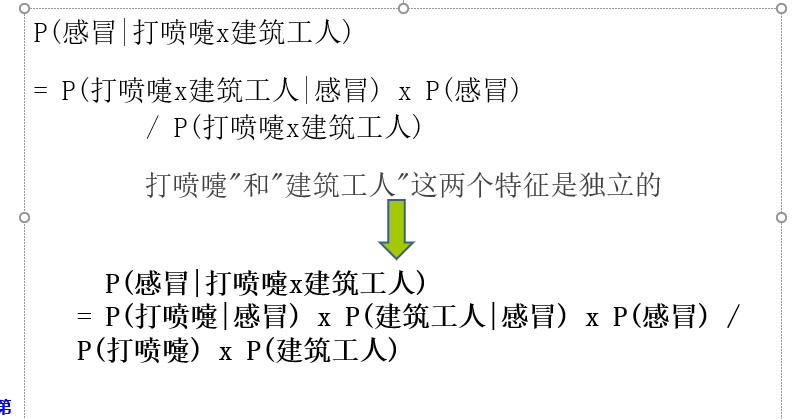 P(感冒|打喷嚏x建筑工人)
= P(打喷嚏x建筑工人|感冒) x P(感冒)
/ P(打喷嚏x建筑工人)
打喷嚏"和"建筑工人"这两个特征是独立的
P(感冒|打喷嚏x建筑工人)
= P(打喷嚏|感冒) x P(建筑工人|感冒) x P(感冒) /
P(打喷嚏) x P(建筑工人)
第